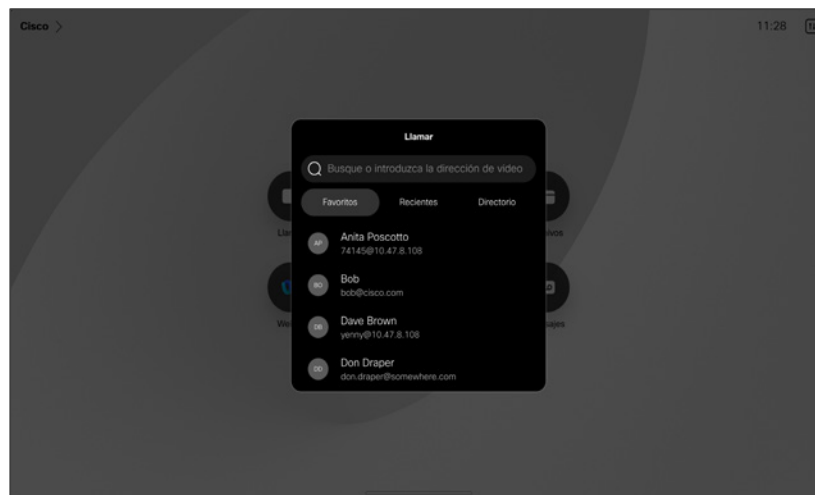 Cisco
11:28
Llamar
Busque o introduzca la dirección de vídeo
Favoritos Recientes Directorio
AP
Anita Poscotto
74145@10.47.8.108
BO
Bob
bob@cisco.com
DB
Dave Brown
yenny@10.47.8.108
DD
Don Draper
don.draper@somewhere.com